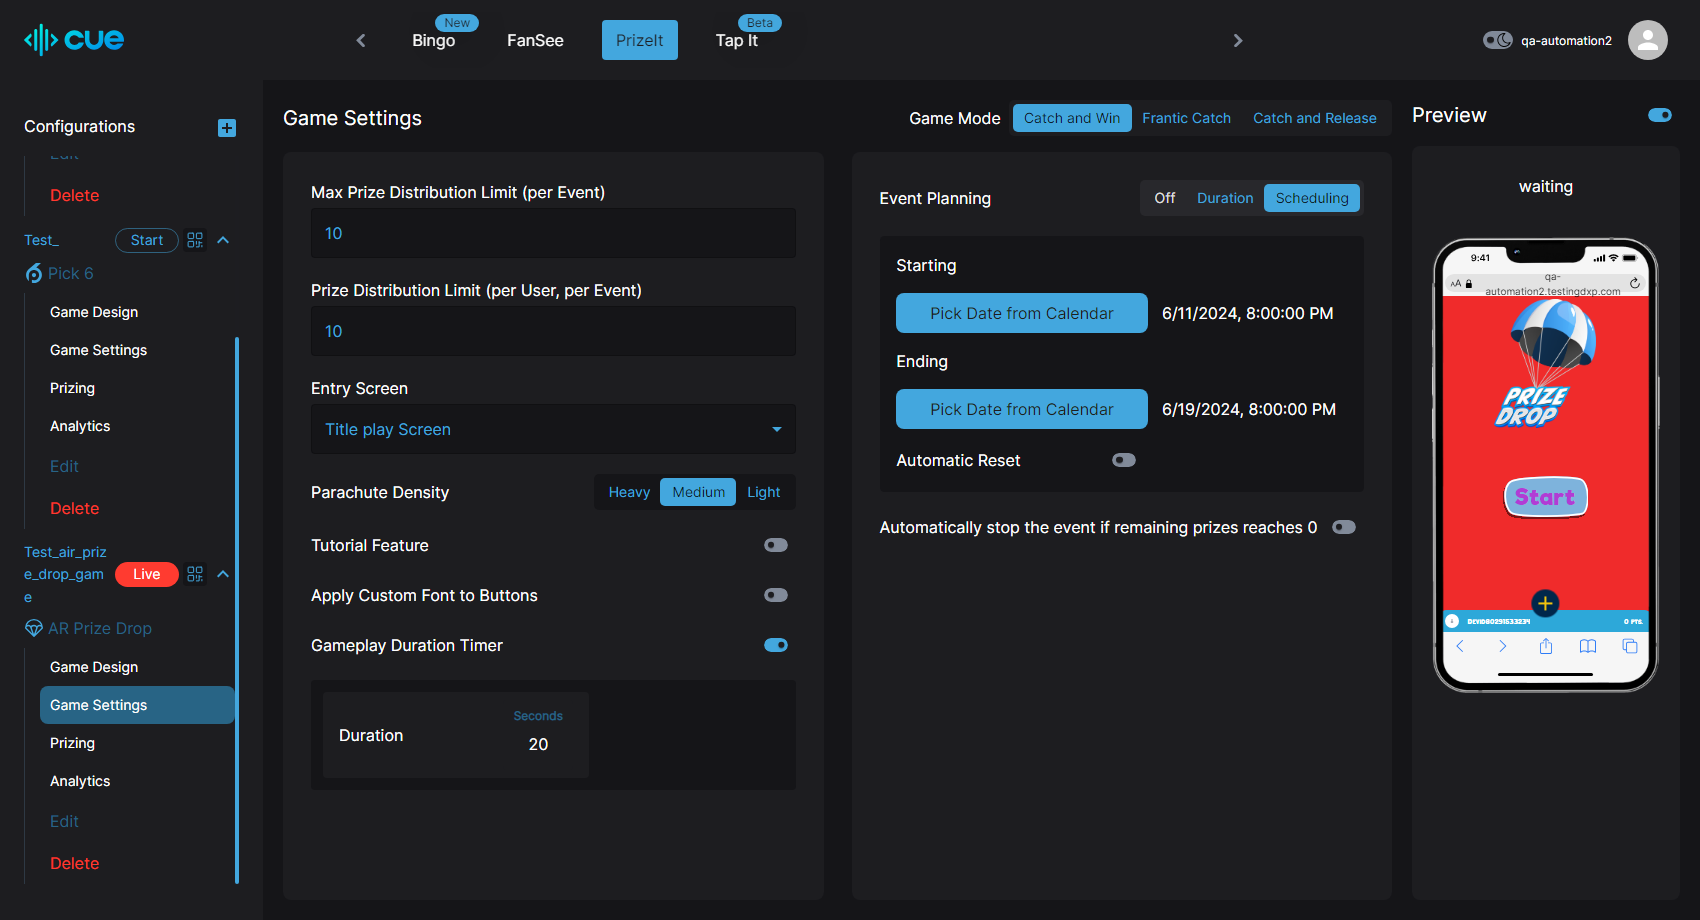 cue
New
Bingo
FanSee
PrizeIt
Beta
Tap It
qa-automation2
Configurations
Delete
Test_
Start
Pick 6
Game Design
Game Settings
Prizing
Analytics
Edit
Delete
Test_air_priz
e_drop_gam
e
Live
AR Prize Drop
Game Design
Game Settings
Prizing
Analytics
Edit
Delete
Game Settings
Game Mode
Catch and Win
Frantic Catch
Catch and Release
Max Prize Distribution Limit (per Event)
10
Prize Distribution Limit (per User, per Event)
10
Entry Screen
Title play Screen
Parachute Density
Heavy
Medium
Light
Tutorial Feature
Apply Custom Font to Buttons
Gameplay Duration Timer
Duration
Seconds
20
Event Planning
Off
Duration
Scheduling
Starting
Pick Date from Calendar
6/11/2024, 8:00:00 PM
Ending
Pick Date from Calendar
6/19/2024, 8:00:00 PM
Automatic Reset
Automatically stop the event if remaining prizes reaches 0
Preview
waiting
9:41
AA
qa-
automation2.testingdxp.com
PRIZE
DROP
Start
0 PTS.